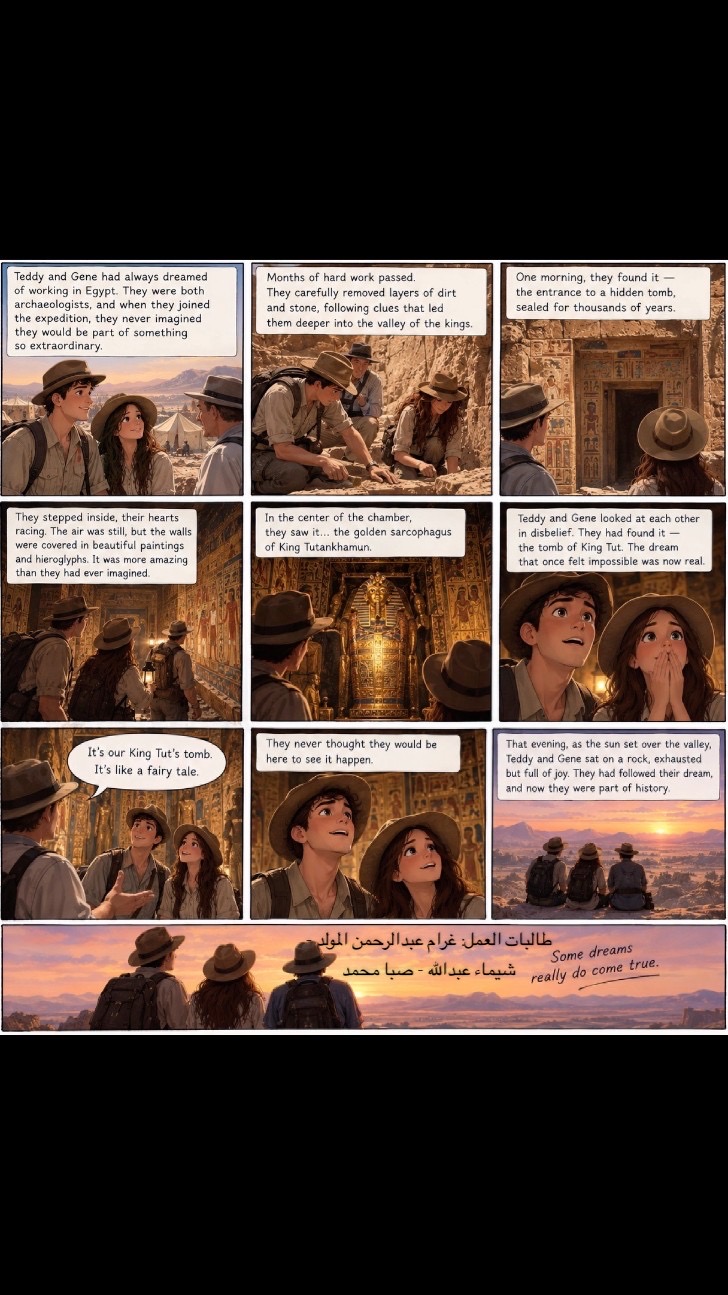 Teddy and Gene had always dreamed
of working in Egypt. They were both
archaeologists, and when they joined
the expedition, they never imagined
they would be part of something
so extraordinary.
Months of hard work passed.
They carefully removed layers of dirt
and stone, following clues that led
them deeper into the valley of the kings.
One morning, they found it —
the entrance to a hidden tomb,
sealed for thousands of years.
They stepped inside, their hearts
racing. The air was still, but the walls
were covered in beautiful paintings
and hieroglyphs. It was more amazing
than they had ever imagined.
In the center of the chamber,
they saw it... the golden sarcophagus
of King Tutankhamun.
Teddy and Gene looked at each other
in disbelief. They had found it —
the tomb of King Tut. The dream
that once felt impossible was now real.
It's our King Tut's tomb.
It's like a fairy tale.
They never thought they would be
here to see it happen.
That evening, as the sun set over the valley,
Teddy and Gene sat on a rock, exhausted
but full of joy. They had followed their dream,
and now they were part of history.
طالبات العمل: غرام عبدالرحمن المولد -
شيماء عبدالله - صبا محمد
Some dreams
really do come true.